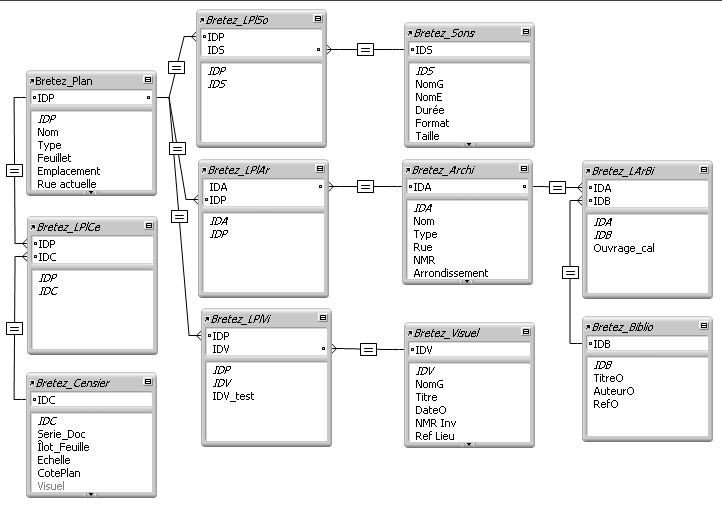 Bretez_Plan
IDP
IDP
Nom
Type
Feuillet
Emplacement
Rue actuelle
Bretez_LPlCe
IDP
IDC
IDP
IDC
Bretez_Censier
IDC
IDC
Serie_Doc
Îlot_Feuille
Echelle
CotePlan
Visuel
Bretez_LPlSo
IDP
IDS
IDP
IDS
Bretez_LPlAr
IDA
IDP
IDA
IDP
Bretez_LPlVi
IDP
IDV
IDP
IDV
IDV_test
Bretez_Sons
IDS
IDS
NomG
NomE
Durée
Format
Taille
Bretez_Archi
IDA
IDA
Nom
Type
Rue
NMR
Arrondissement
Bretez_Visuel
IDV
IDV
NomG
Titre
DateO
NMR Inv
Ref Lieu
Bretez_LArBi
IDA
IDB
IDA
IDB
Ouvrage_cal
Bretez_Biblio
IDB
IDB
TitreO
AuteurO
RefO